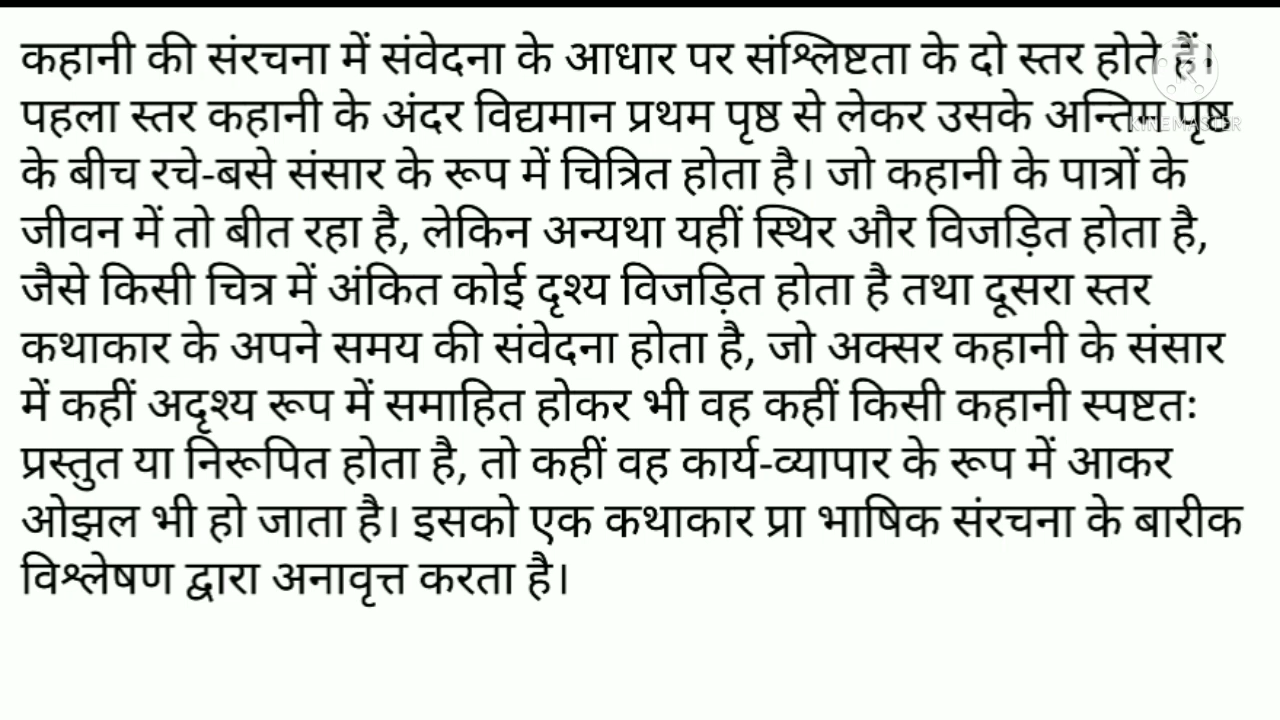 कहानी की संरचना में संवेदना के आधार पर संश्लिष्टता के दो स्तर होते हैं।
पहला स्तर कहानी के अंदर विद्यमान प्रथम पृष्ठ से लेकर उसके अन्तिम पृष्ठ
के बीच रचे-बसे संसार के रूप में चित्रित होता है। जो कहानी के पात्रों के
जीवन में तो बीत रहा है, लेकिन अन्यथा यहीं स्थिर और विजड़ित होता है,
जैसे किसी चित्र में अंकित कोई दृश्य विजड़ित होता है तथा दूसरा स्तर
कथाकार के अपने समय की संवेदना होता है, जो अक्सर कहानी के संसार
में कहीं अदृश्य रूप में समाहित होकर भी वह कहीं किसी कहानी स्पष्टतः
प्रस्तुत या निरूपित होता है, तो कहीं वह कार्य-व्यापार के रूप में आकर
ओझल भी हो जाता है। इसको एक कथाकार प्रा भाषिक संरचना के बारीक
विश्लेषण द्वारा अनावृत्त करता है।
KINEMASTER